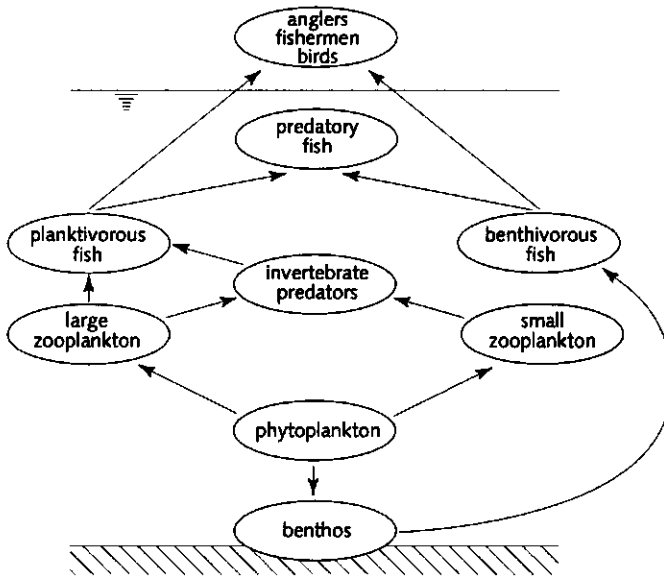 anglers
fishermen
birds
predatory
fish
planktivorous
fish
benthivorous
fish
invertebrate
predators
large
zooplankton
small
zooplankton
phytoplankton
benthos